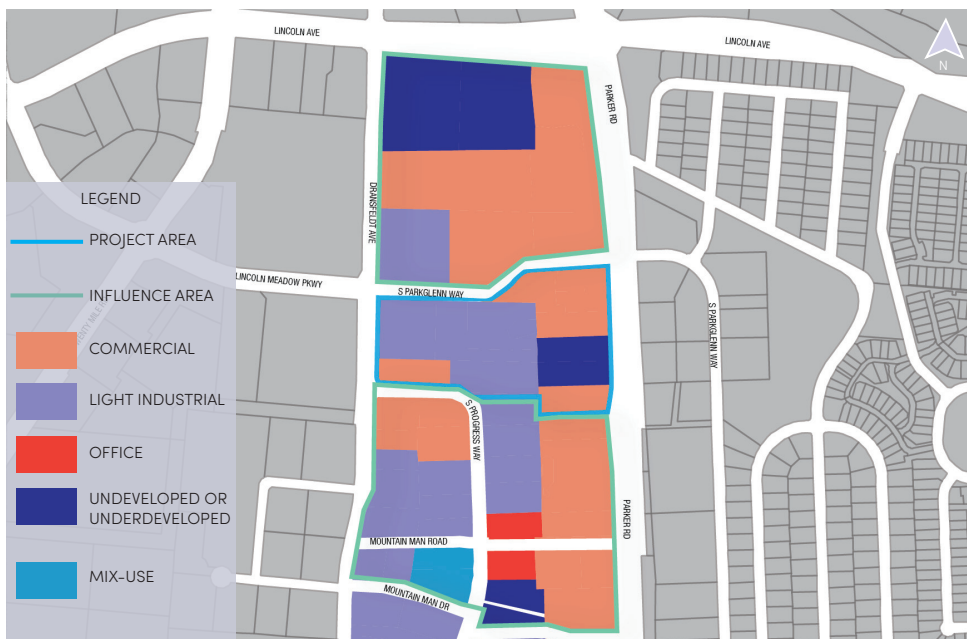 LINCOLN AVE
LINCOLN AVE
N
PARKER RD
DRANSFELDT AVE
LEGEND
PROJECT AREA
LINCOLN MEADOW PKWY
S PARKGLENN WAY
INFLUENCE AREA
S PARKGLENN WAY
COMMERCIAL
LIGHT INDUSTRIAL
S PROGRESS WAY
OFFICE
UNDEVELOPED OR
UNDERDEVELOPED
PARKER RD
MOUNTAIN MAN ROAD
MIX-USE
MOUNTAIN MAN DR